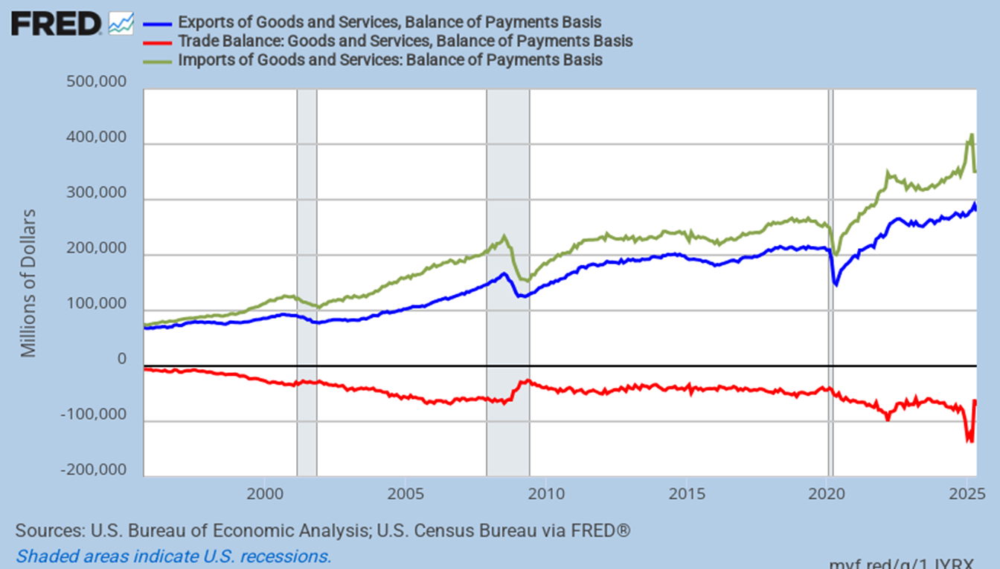 FRED
Exports of Goods and Services, Balance of Payments Basis
Trade Balance: Goods and Services, Balance of Payments Basis
Imports of Goods and Services: Balance of Payments Basis
500,000
400,000
300,000
200,000
100,000
0
-100,000
-200,000
Millions of Dollars
2000 2005 2010 2015 2020 2025
Sources: U.S. Bureau of Economic Analysis; U.S. Census Bureau via FRED®
Shaded areas indicate U.S. recessions.